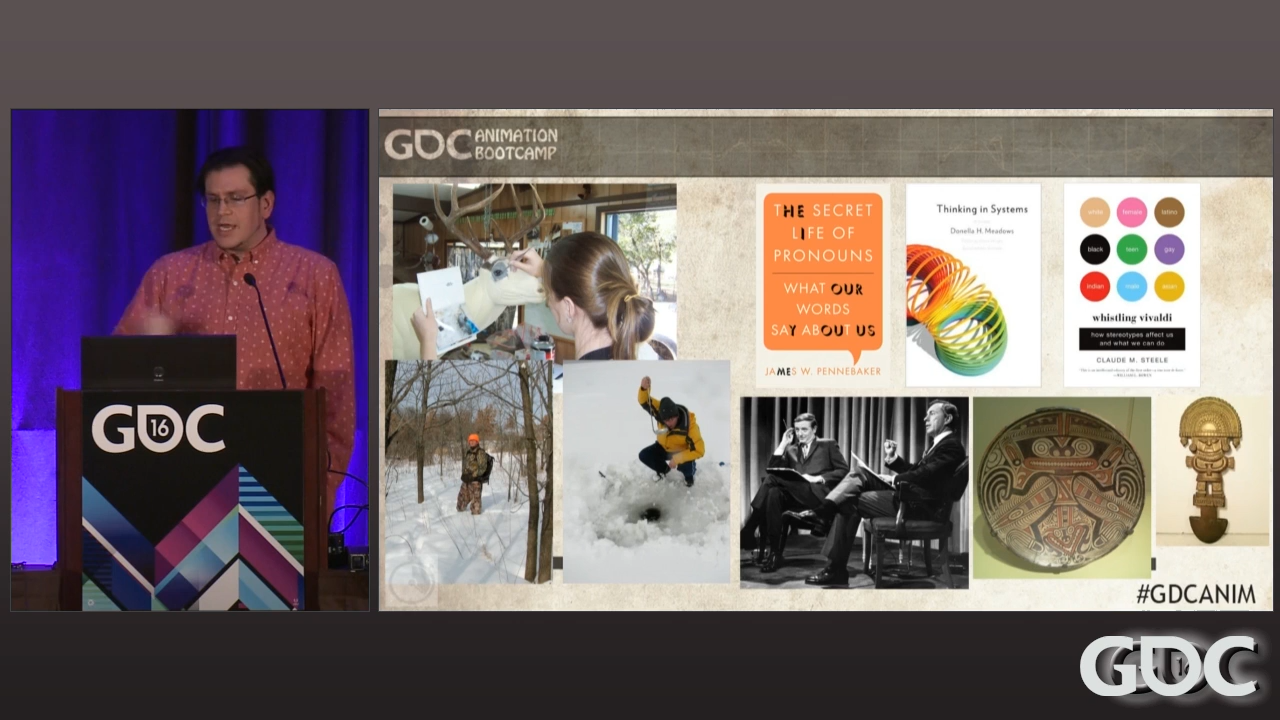 GDC ANIMATION
BOOTCAMP
THE SECRET
LIFE OF
PRONOUNS
WHAT OUR
WORDS
SAY ABOUT US
JAMES W. PENNEBAKER
Thinking in Systems
Donella H. Meadows
white
female
latino
black
teen
gay
indian
male
asian
whistling vivaldi
how stereotypes affect us
and what we can do
CLAUDE M. STEELE
GDC
16
#GDCANIM
GDC
16